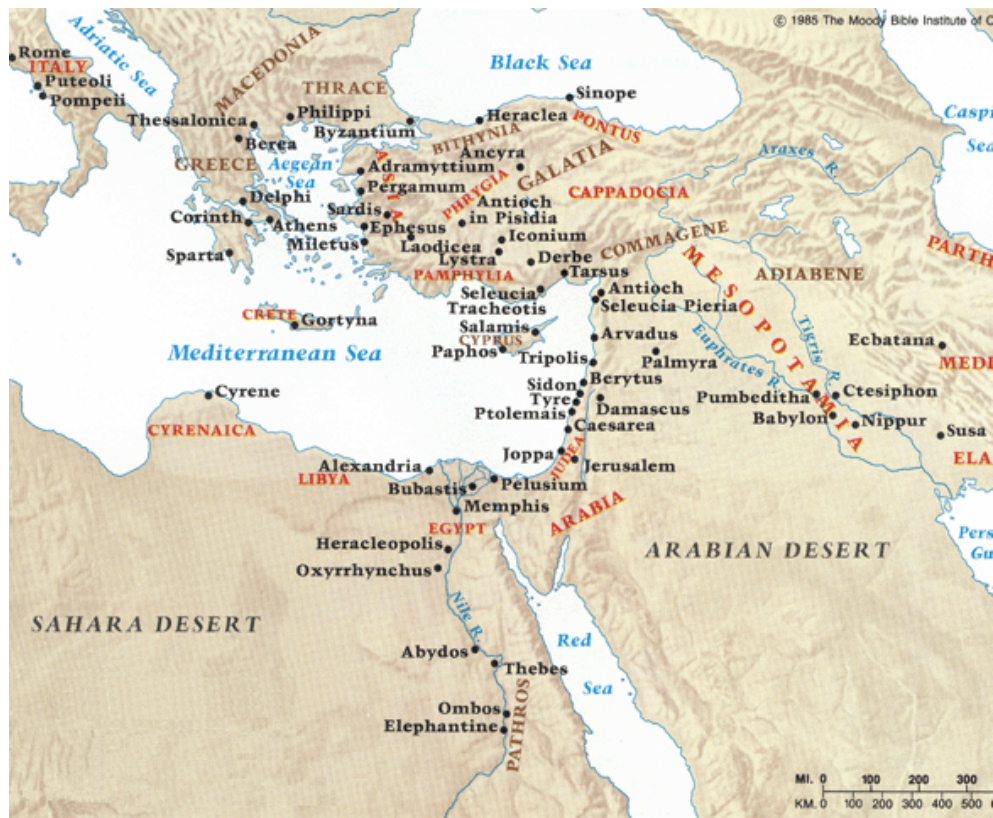 © 1985 The Moody Bible Institute of C
Adriatic Sea
Rome
ITALY
Puteoli
Pompeii
MACEDONIA
THRACE
Black Sea
Sinope
Caspi
Sea
Thessalonica
Philippi
Byzantium
Heraclea
PONTUS
Berea
BITHYNIA
GREECE
Aegean
Sea
ASIA
Adramyttium
Ancyra
GALATIA
Araxes R.
Pergamum
PHRYGIA
CAPPADOCIA
Delphi
Sardis
Antioch
in Pisidia
Corinth
Athens
Ephesus
Miletus
Laodicea
Iconium
Lystra
COMMAGENE
PARTH
Sparta
Derbe
PAMPHYLIA
Tarsus
MESOPOTAMIA
ADIABENE
Seleucia
Tracheotis
Antioch
Seleucia Pieria
CRETE
Gortyna
Salamis
CYPRUS
Paphos
Arvadus
Euphrates R.
Tigris R.
Ecbatana
MEDI
Mediterranean Sea
Tripolis
Palmyra
Cyrene
Sidon
Berytus
Tyre
Damascus
Pumbeditha
Ctesiphon
Ptolemais
Babylon
Nippur
CYRENAICA
Caesarea
Susa
Joppa
JUDEA
Jerusalem
ELA
Alexandria
LIBYA
Bubastis
Pelusium
Memphis
ARABIA
EGYPT
Pers
Gu
Heracleopolis
ARABIAN DESERT
Oxyrrhynchus
SAHARA DESERT
Nile R.
Red
Sea
Abydos
Thebes
PATHROS
Ombos
Elephantine
MI. 0 100 200 300
KM. 0 100 200 300 400 500